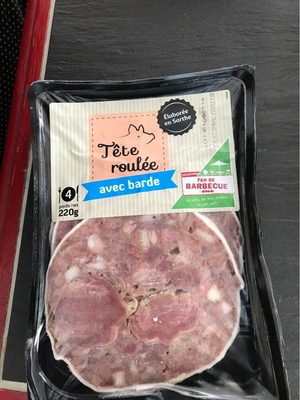 Élaborée
en Sarthe
Tête
roulée
avec barde
FAN DE
BARBECUE
4
poids net
220g